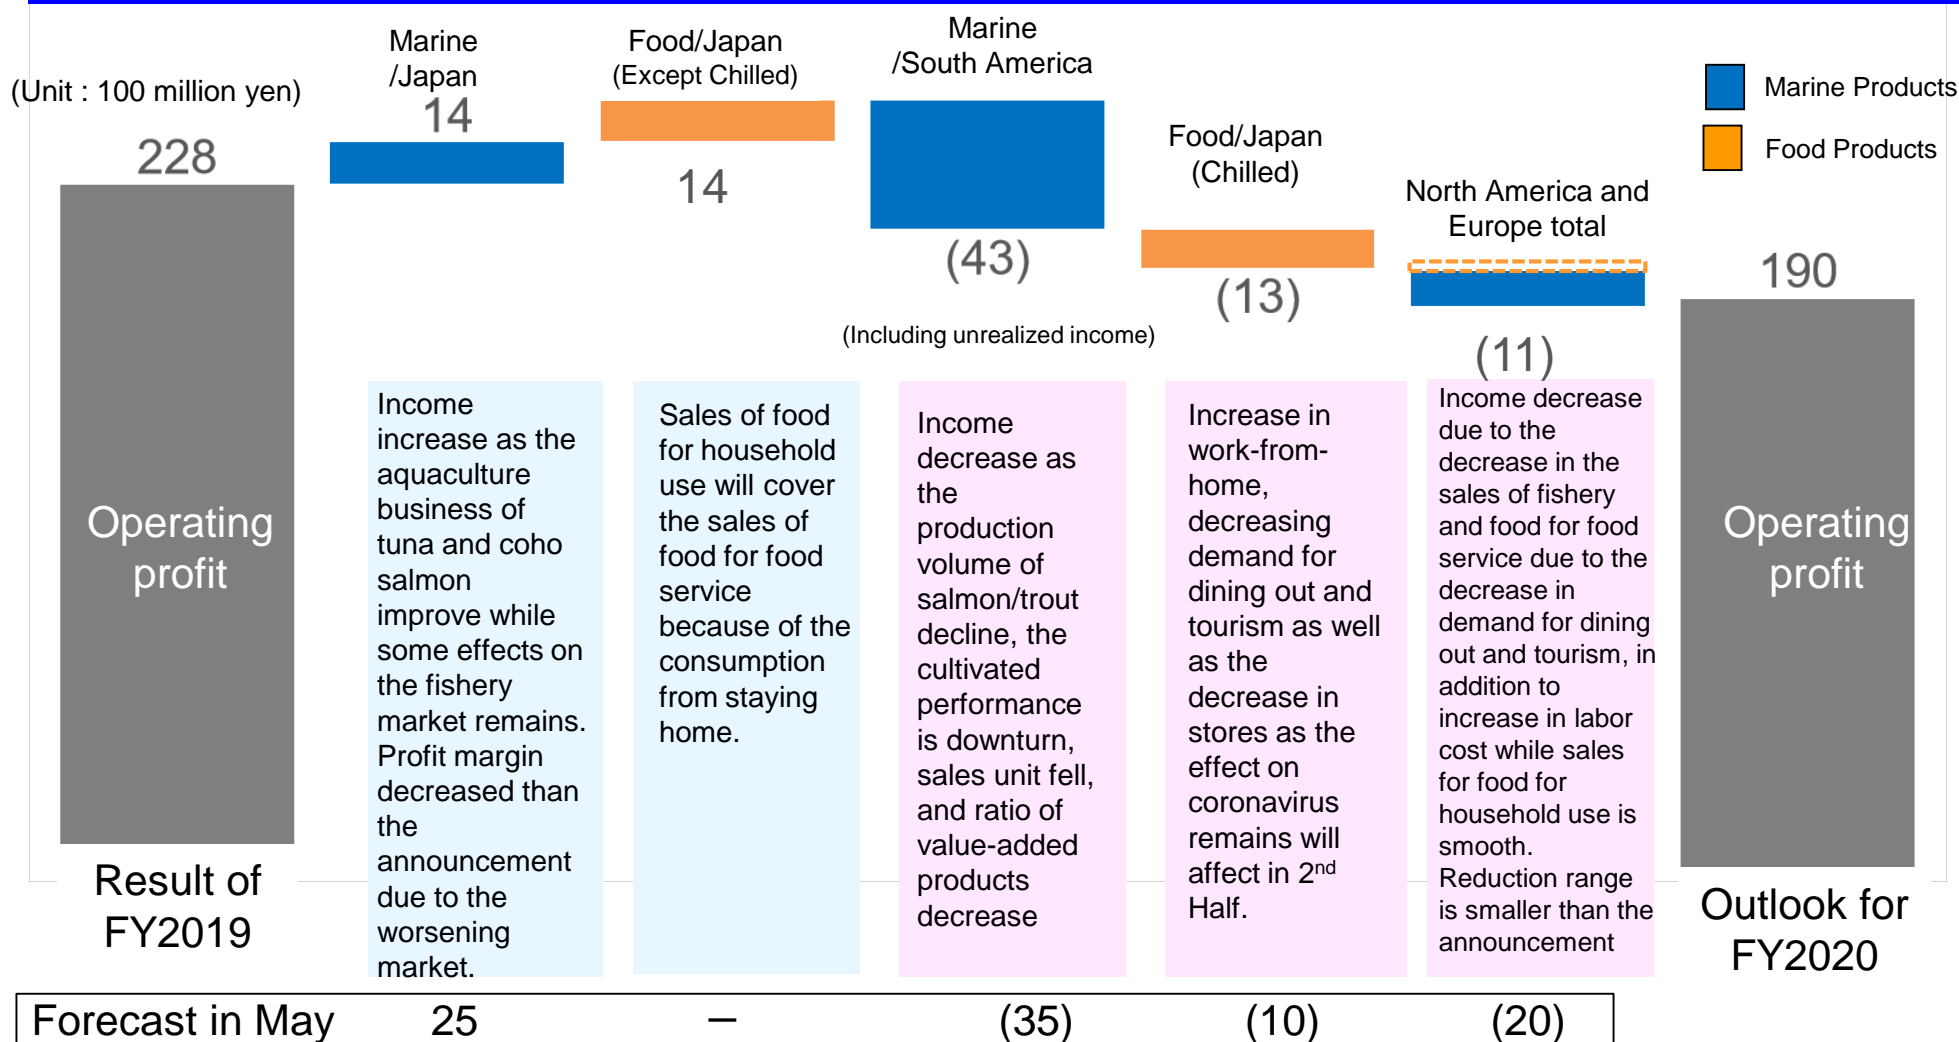 (Unit : 100 million yen)
228
Operating
profit
Result of
FY2019
Marine
/Japan
14
Food/Japan
(Except Chilled)
14
Marine
/South America
(43)
(Including unrealized income)
Food/Japan
(Chilled)
(13)
North America and
Europe total
(11)
Marine Products
Food Products
190
Operating
profit
Outlook for
FY2020
Income
increase as the
aquaculture
business of
tuna and coho
salmon
improve while
some effects on
the fishery
market remains.
Profit margin
decreased than
the
announcement
due to the
worsening
market.
Sales of food
for household
use will cover
the sales of
food for food
service
because of the
consumption
from staying
home.
Income
decrease as
the
production
volume of
salmon/trout
decline, the
cultivated
performance
is downturn,
sales unit fell,
and ratio of
value-added
products
decrease
Increase in
work-from-
home,
decreasing
demand for
dining out and
tourism as well
as the
decrease in
stores as the
effect on
coronavirus
remains will
affect in 2nd
Half.
Income decrease
due to the
decrease in the
sales of fishery
and food for food
service due to the
decrease in
demand for dining
out and tourism, in
addition to
increase in labor
cost while sales
for food for
household use is
smooth.
Reduction range
is smaller than the
announcement
Forecast in May 25 – (35) (10) (20)